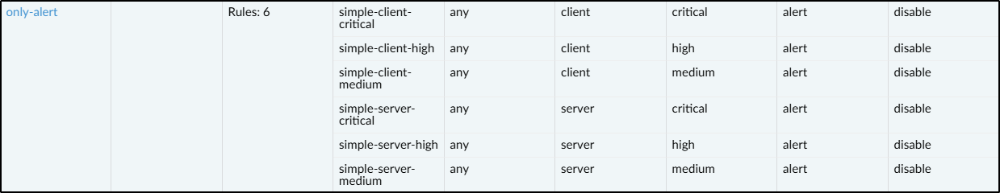 only-alert Rules: 6 simple-client- any client critical alert disable
critical
simple-client-high any client high alert disable
simple-client- any client medium alert disable
medium
simple-server- any server critical alert disable
critical
simple-server-high any server high alert disable
simple-server- any server medium alert disable
medium